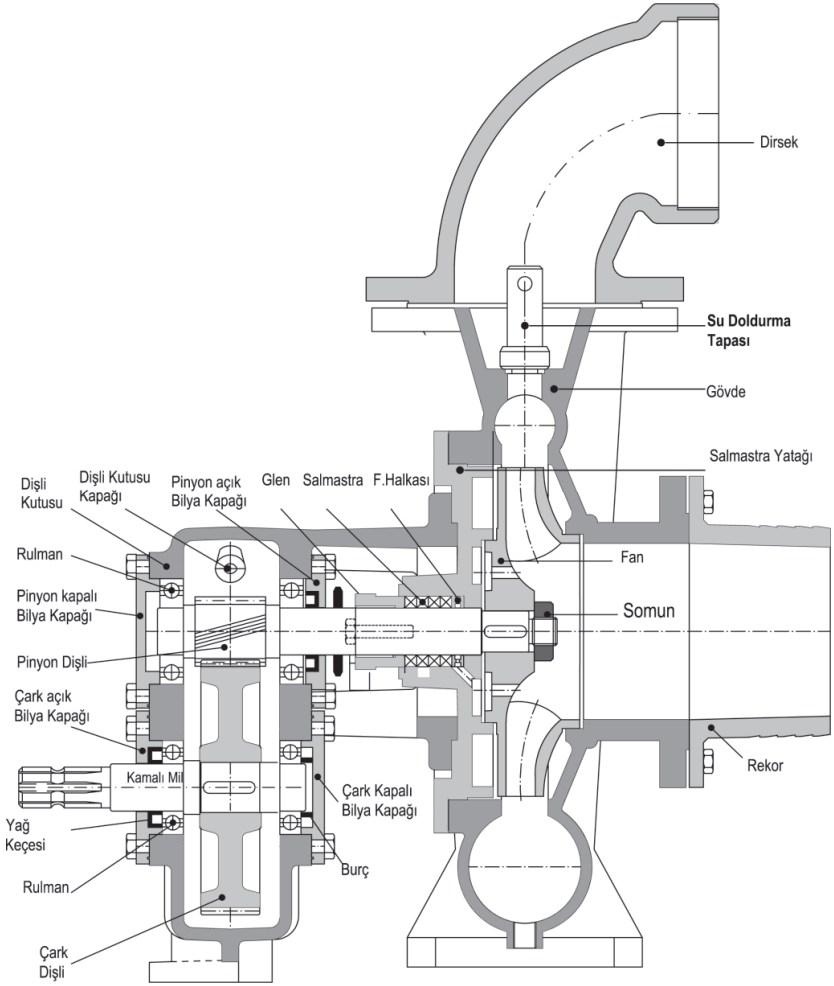 Dirsek
Su Doldurma
Tapası
Gövde
Salmastra Yatağı
Dişli
Kutusu
Dişli Kutusu
Kapağı
Pinyon açık
Bilya Kapağı
Glen
Salmastra
F.Halkası
Rulman
Fan
Pinyon kapalı
Bilya Kapağı
Somun
Pinyon Dişli
Çark açık
Bilya Kapağı
Rekor
Kamalı Mil
Çark Kapalı
Bilya Kapağı
Yağ
Keçesi
Burç
Rulman
Çark
Dişli